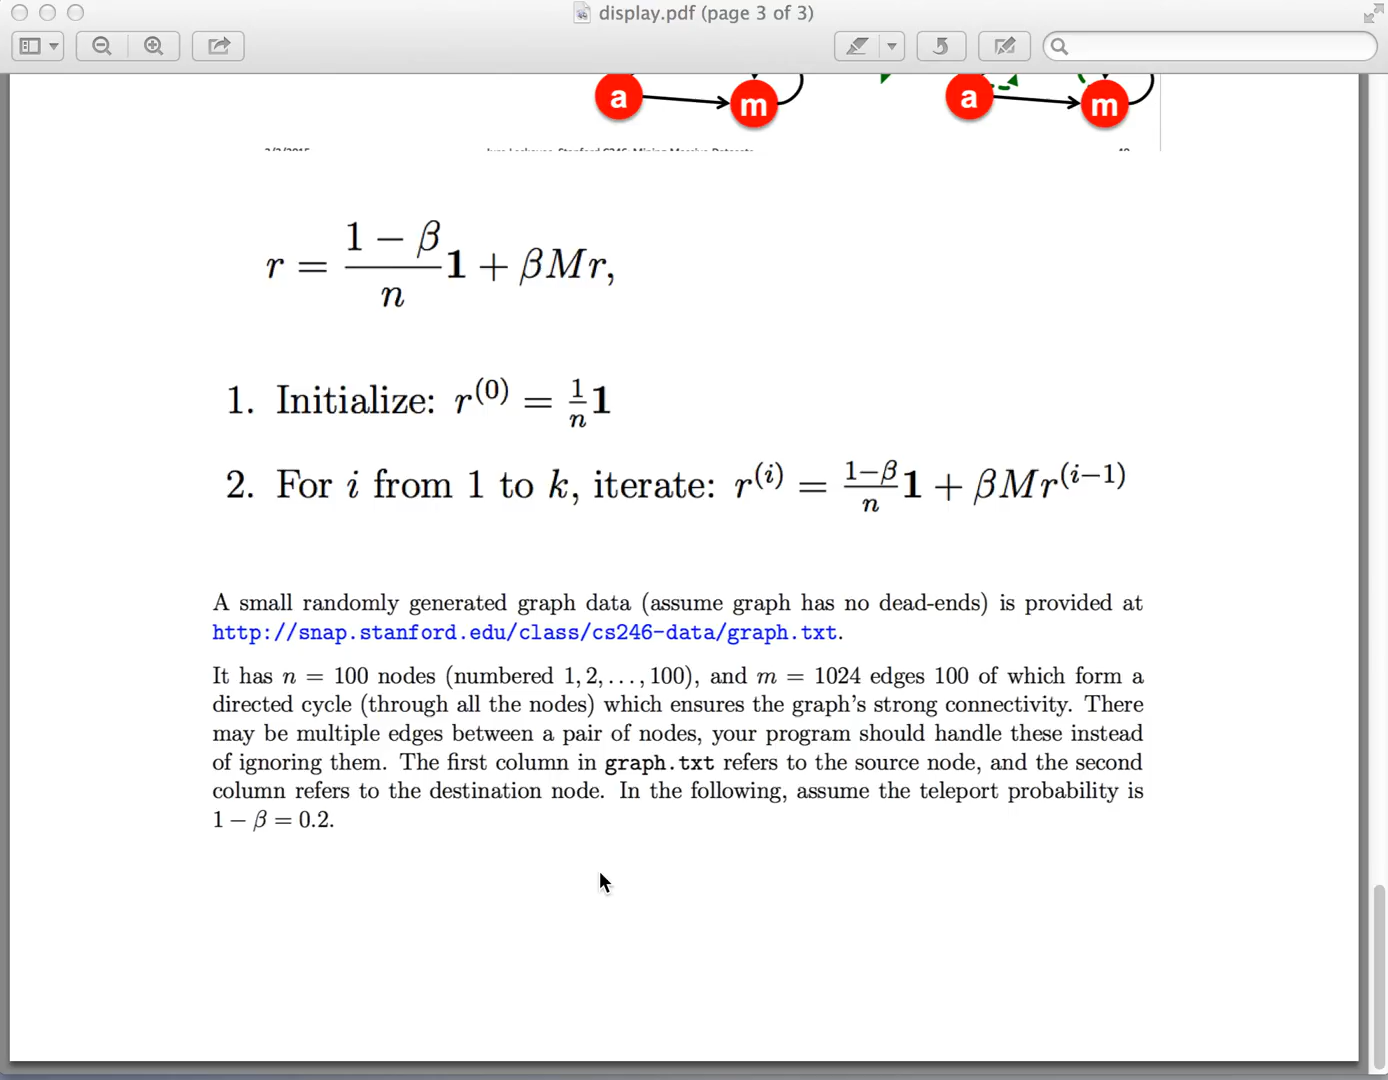 display.pdf (page 3 of 3)
a m a m
r = \frac{1 − β}{n} 1 + βMr,
1. Initialize: r^{(0)} = \frac{1}{n} 1
2. For i from 1 to k, iterate: r^{(i)} = \frac{1−β}{n} 1 + βMr^{(i−1)}
A small randomly generated graph data (assume graph has no dead-ends) is provided at
http://snap.stanford.edu/class/cs246-data/graph.txt.
It has n = 100 nodes (numbered 1, 2, . . . , 100), and m = 1024 edges 100 of which form a
directed cycle (through all the nodes) which ensures the graph's strong connectivity. There
may be multiple edges between a pair of nodes, your program should handle these instead
of ignoring them. The first column in graph.txt refers to the source node, and the second
column refers to the destination node. In the following, assume the teleport probability is
1 − β = 0.2.